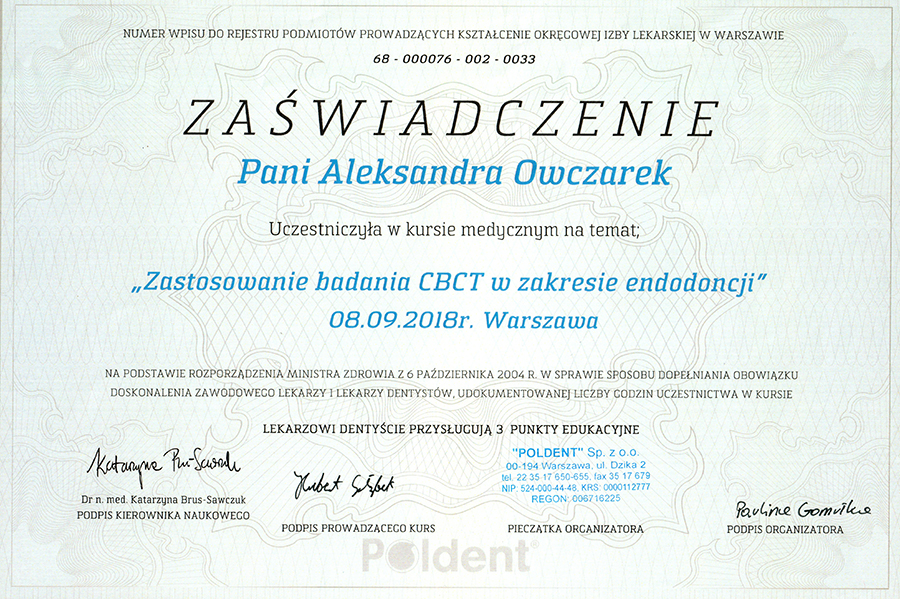 NUMER WPISU DO REJESTRU PODMIOTÓW PROWADZĄCYCH KSZTAŁCENIE OKRĘGOWEJ IZBY LEKARSKIEJ W WARSZAWIE
68 - 000076 - 002 - 0033
ZAŚWIADCZENIE
Pani Aleksandra Owczarek
Uczestniczyła w kursie medycznym na temat;
„Zastosowanie badania CBCT w zakresie endodoncji”
08.09.2018r. Warszawa
NA PODSTAWIE ROZPORZĄDZENIA MINISTRA ZDROWIA Z 6 PAŹDZIERNIKA 2004 R. W SPRAWIE SPOSOBU DOPEŁNIANIA OBOWIĄZKU
DOSKONALENIA ZAWODOWEGO LEKARZY I LEKARZY DENTYSTÓW, UDOKUMENTOWANEJ LICZBY GODZIN UCZESTNICTWA W KURSIE
LEKARZOWI DENTYŚCIE PRZYSŁUGUJĄ 3 PUNKTY EDUKACYJNE
"POLDENT" Sp. z o.o.
00-194 Warszawa, ul. Dzika 2
tel. 22 35 17 650-655, fax 35 17 679
NIP: 524-000-44-48, KRS: 0000112777
REGON: 006716225
Katarzyna
Dr n. med. Katarzyna Brus-Sawczuk
PODPIS KIEROWNIKA NAUKOWEGO
Hubert
PODPIS PROWADZĄCEGO KURS
PIECZĄTKA ORGANIZATORA
Paulina
PODPIS ORGANIZATORA
Poldent®